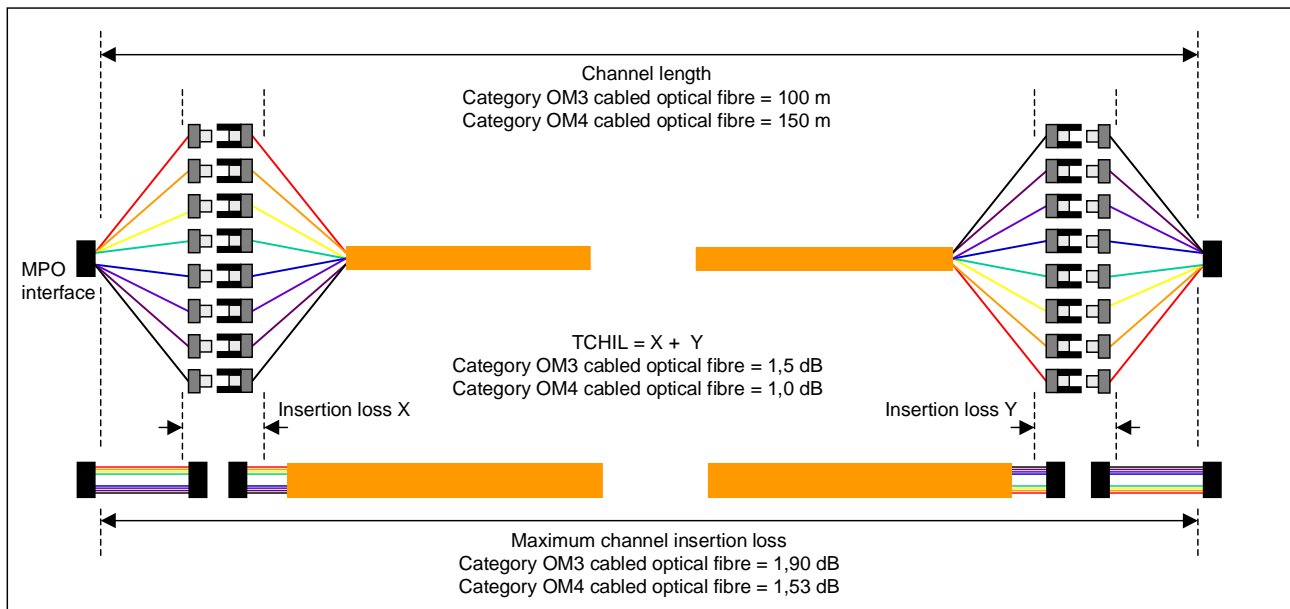 Channel length
Category OM3 cabled optical fibre = 100 m
Category OM4 cabled optical fibre = 150 m
MPO
interface
TCHIL = X + Y
Category OM3 cabled optical fibre = 1,5 dB
Category OM4 cabled optical fibre = 1,0 dB
Insertion loss X
Insertion loss Y
Maximum channel insertion loss
Category OM3 cabled optical fibre = 1,90 dB
Category OM4 cabled optical fibre = 1,53 dB